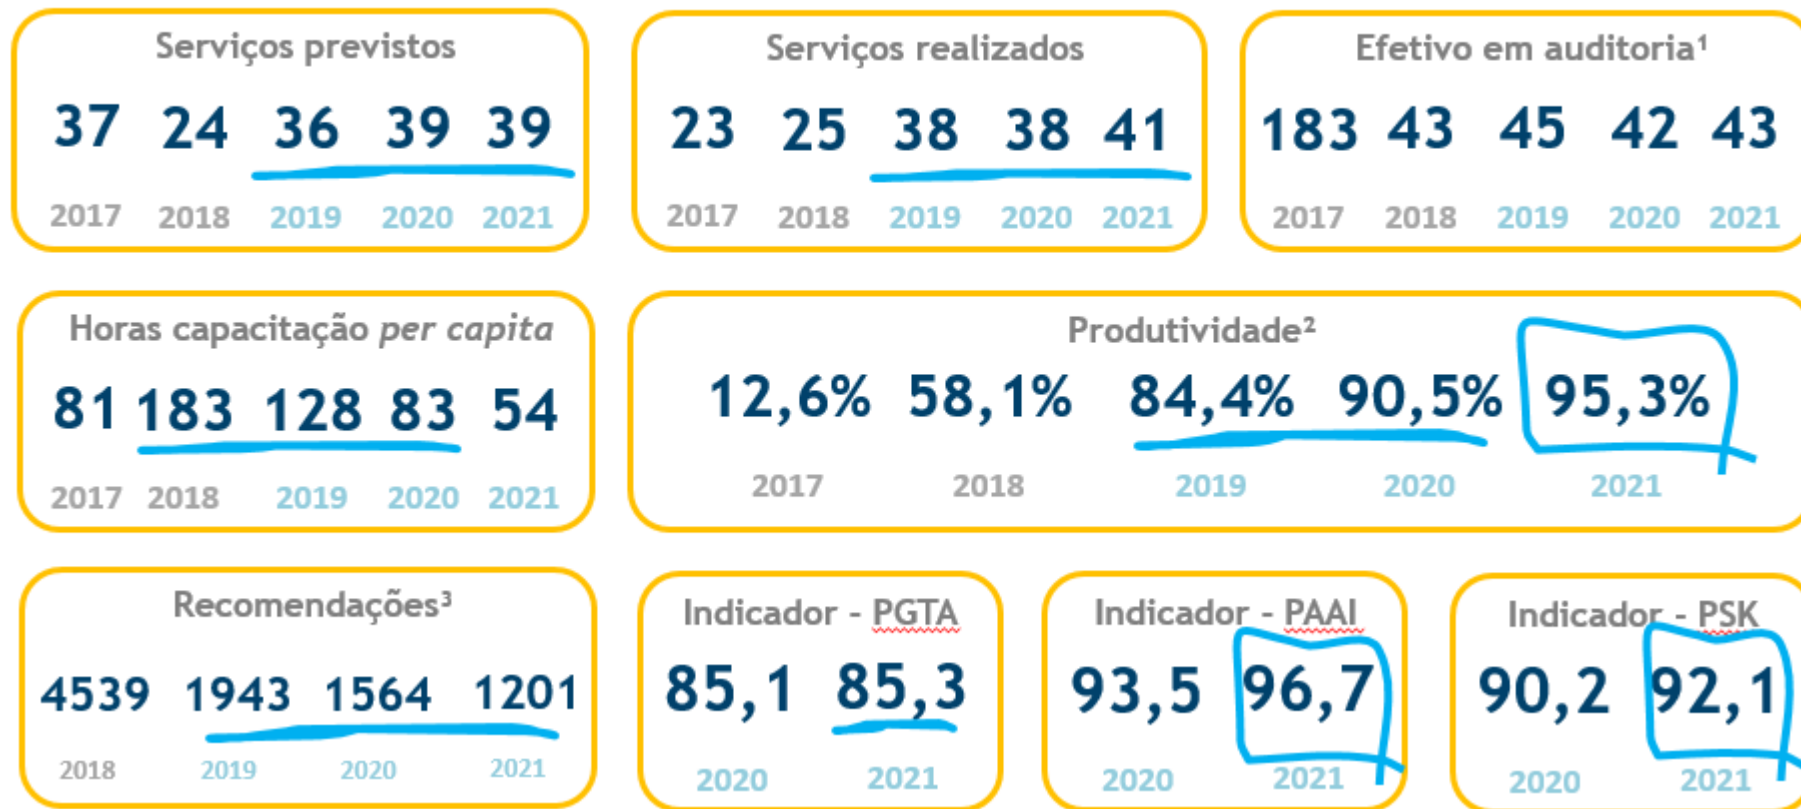 Serviços previstos
37 24 36 39 39
2017 2018 2019 2020 2021
Serviços realizados
23 25 38 38 41
2017 2018 2019 2020 2021
Efetivo em auditoria¹
183 43 45 42 43
2017 2018 2019 2020 2021
Horas capacitação per capita
81 183 128 83 54
2017 2018 2019 2020 2021
Produtividade²
12,6% 58,1% 84,4% 90,5% 95,3%
2017 2018 2019 2020 2021
Recomendações³
4539 1943 1564 1201
2018 2019 2020 2021
Indicador - PGTA
85,1 85,3
2020 2021
Indicador - PAAI
93,5 96,7
2020 2021
Indicador - PSK
90,2 92,1
2020 2021